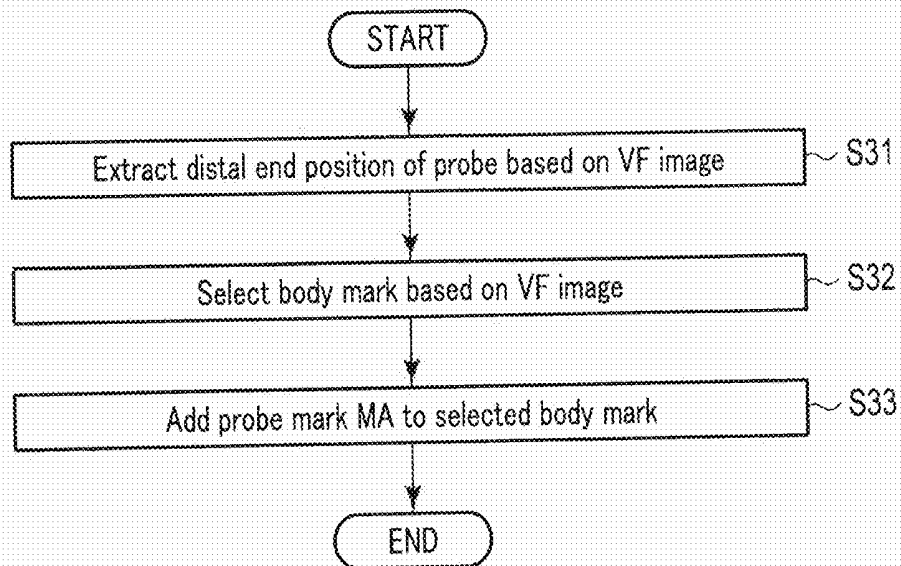 START
Extract distal end position of probe based on VF image
S31
Select body mark based on VF image
S32
Add probe mark MA to selected body mark
S33
END